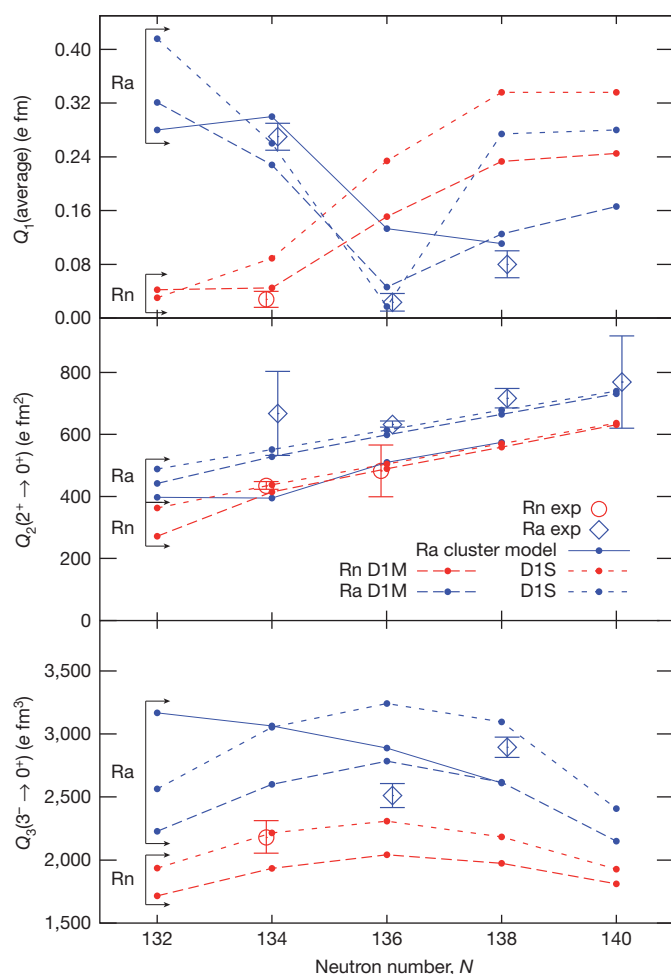 0.40
0.32
0.24
0.16
0.08
0.00
Q₁(average) (e fm)
Ra
Rn
800
600
400
200
0
Q₂(2⁺ → 0⁺) (e fm²)
Ra
Rn
Rn exp
Ra exp
Ra cluster model
Rn D1M D1S
Ra D1M D1S
3,500
3,000
2,500
2,000
1,500
Q₃(3⁻ → 0⁺) (e fm³)
Ra
Rn
132 134 136 138 140
Neutron number, N